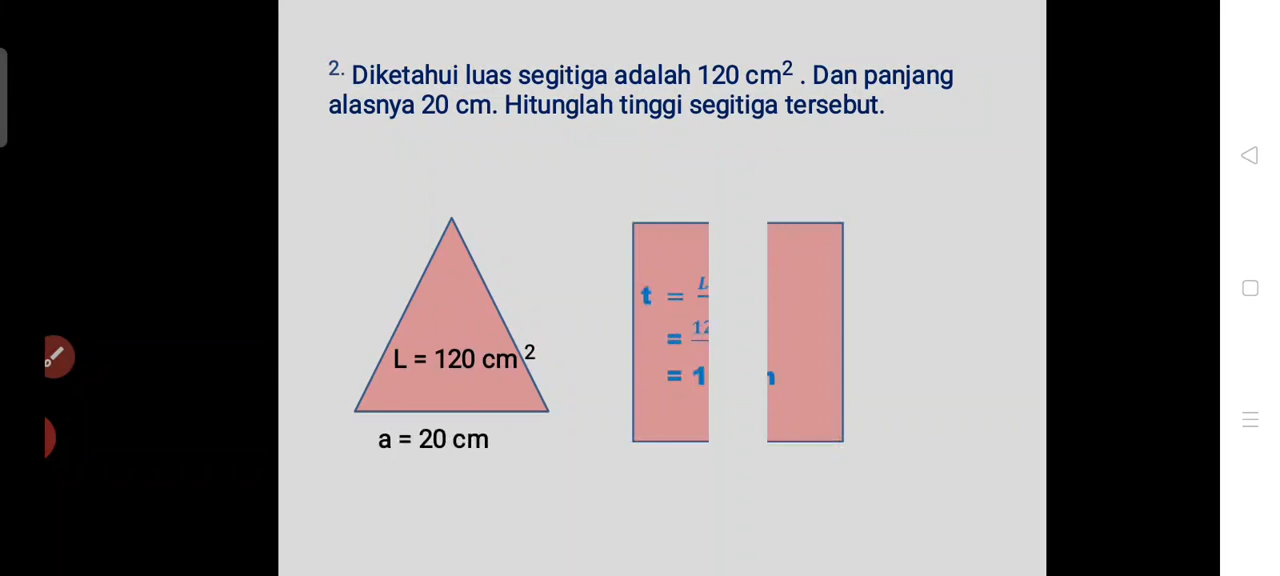 2. Diketahui luas segitiga adalah 120 cm² . Dan panjang
alasnya 20 cm. Hitunglah tinggi segitiga tersebut.
L = 120 cm²
a = 20 cm
t =
=
=